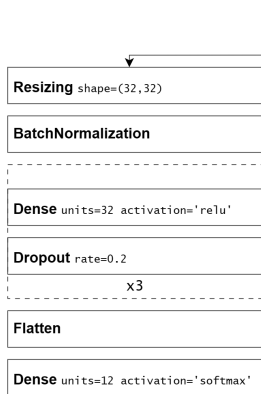 Resizing shape=(32,32)
BatchNormalization
Dense units=32 activation='relu'
Dropout rate=0.2
x3
Flatten
Dense units=12 activation='softmax'